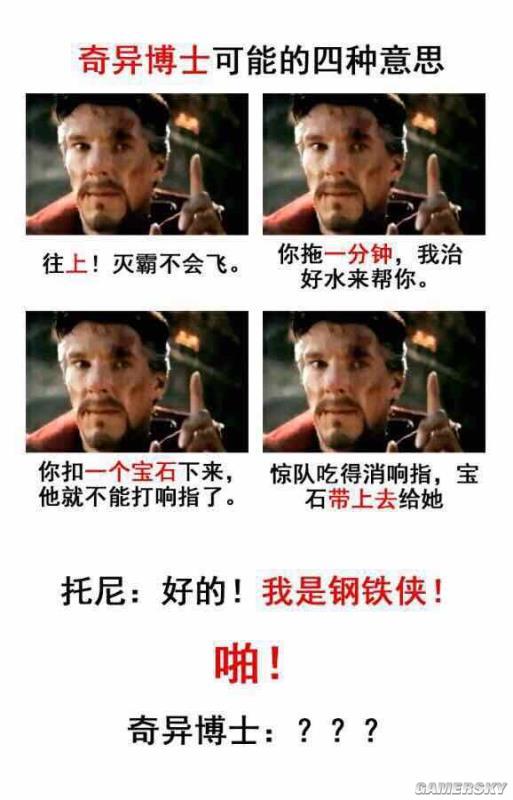 奇异博士可能的四种意思
往上！灭霸不会飞。
你拖一分钟，我治
好水来帮你。
你扣一个宝石下来，
他就不能打响指了。
惊队吃得消响指，宝
石带上去给她
托尼：好的！我是钢铁侠！
啪！
奇异博士：？？？
GAMERSKY